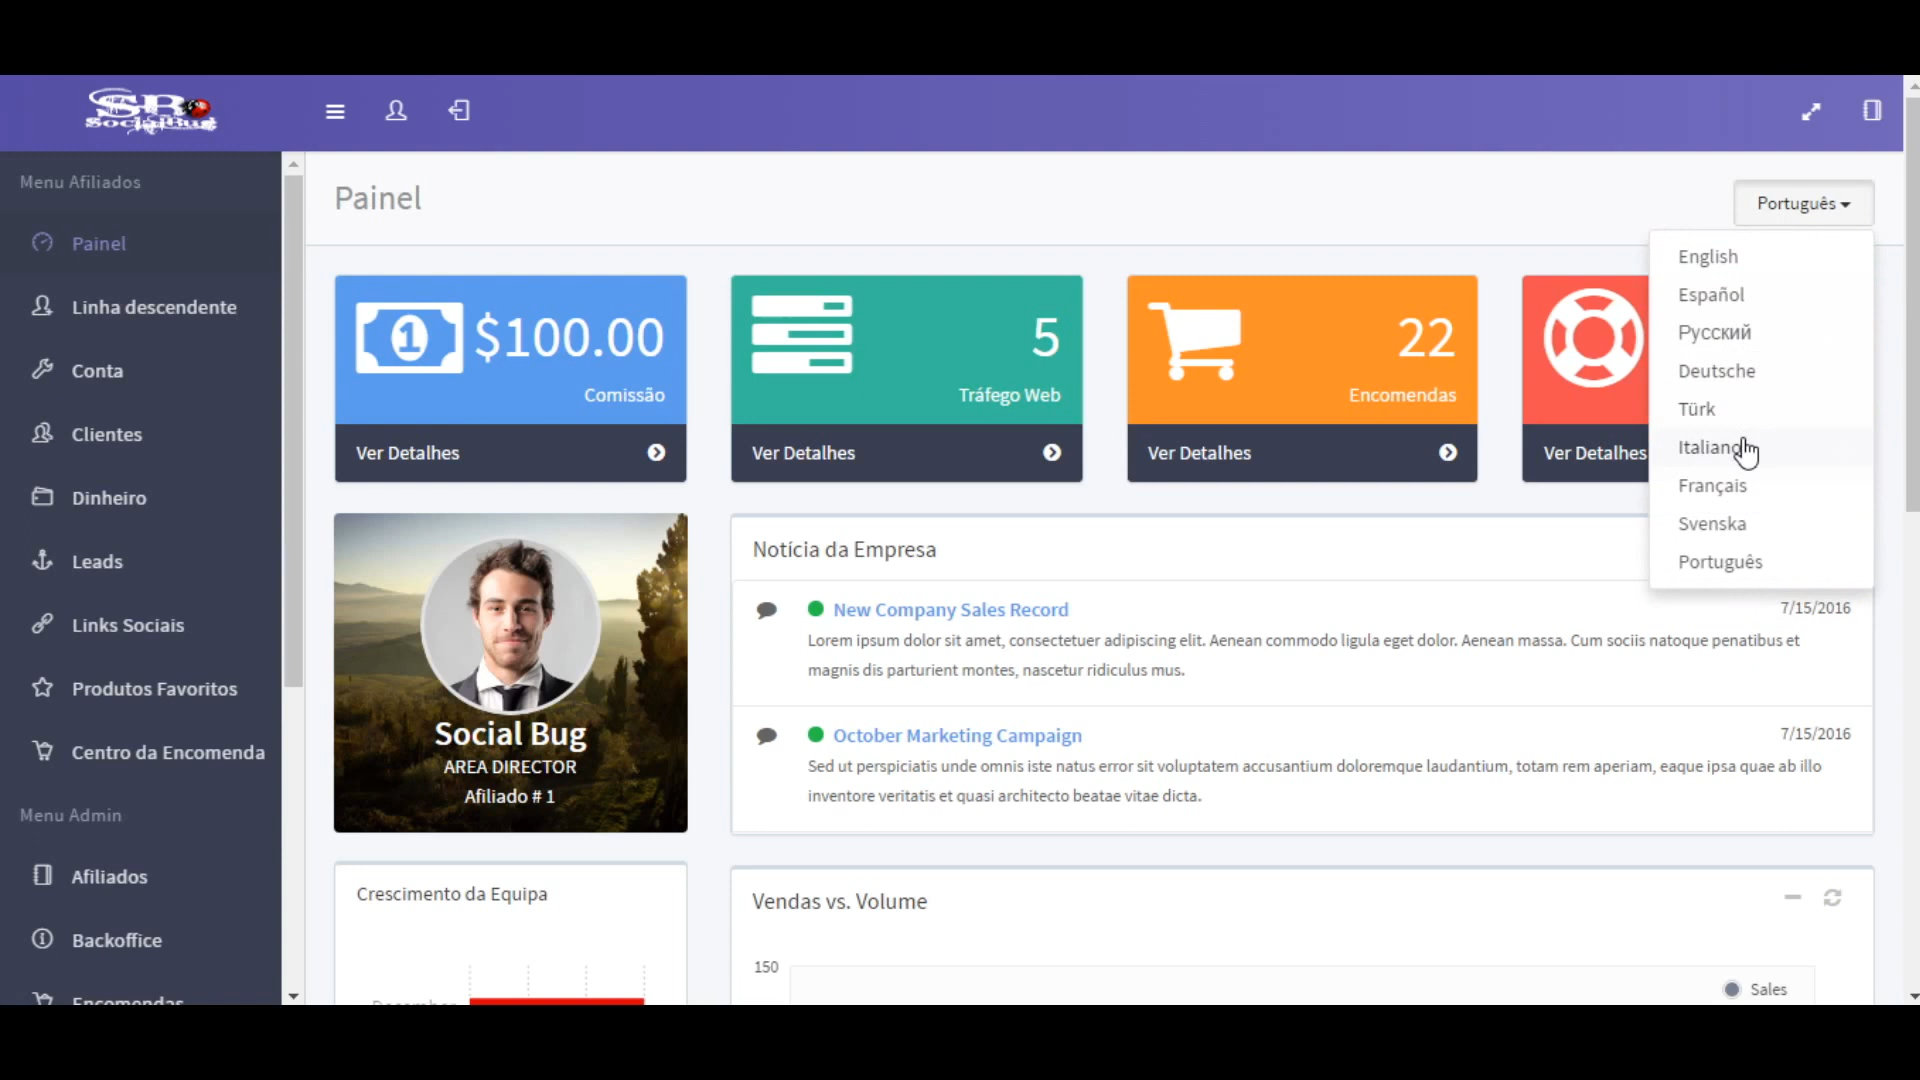 SB
SocialBug
Menu Afiliados
Painel
Linha descendente
Conta
Clientes
Dinheiro
Leads
Links Sociais
Produtos Favoritos
Centro da Encomenda
Menu Admin
Afiliados
Backoffice
Encomendas
Painel
Português
English
Español
Русский
Deutsche
Türk
Italiano
Français
Svenska
Português
1
$100.00
Comissão
Ver Detalhes
5
Tráfego Web
Ver Detalhes
22
Encomendas
Ver Detalhes
Ver Detalhes
Social Bug
AREA DIRECTOR
Afiliado # 1
Notícia da Empresa
New Company Sales Record
7/15/2016
Lorem ipsum dolor sit amet, consectetuer adipiscing elit. Aenean commodo ligula eget dolor. Aenean massa. Cum sociis natoque penatibus et
magnis dis parturient montes, nascetur ridiculus mus.
October Marketing Campaign
7/15/2016
Sed ut perspiciatis unde omnis iste natus error sit voluptatem accusantium doloremque laudantium, totam rem aperiam, eaque ipsa quae ab illo
inventore veritatis et quasi architecto beatae vitae dicta.
Crescimento da Equipa
December
Vendas vs. Volume
150
Sales